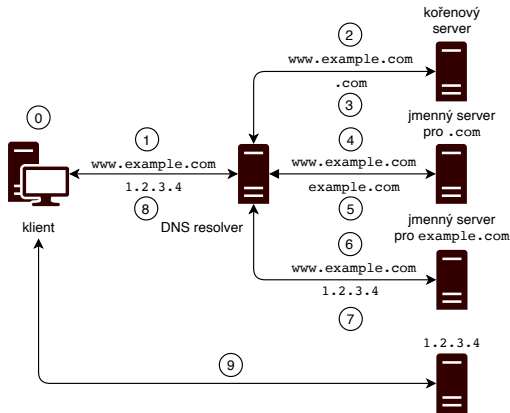 kořenový
server
2
www.example.com
.com
3
0
1
www.example.com
1.2.3.4
8
klient
DNS resolver
4
www.example.com
example.com
5
jmenný server
pro .com
jmenný server
pro example.com
6
www.example.com
1.2.3.4
7
1.2.3.4
9